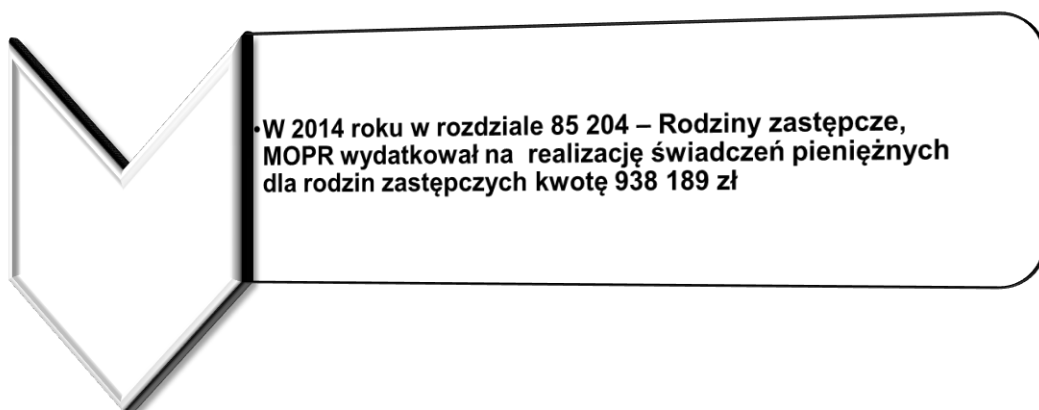 •W 2014 roku w rozdziale 85 204 – Rodziny zastępcze,
MOPR wydatkował na realizację świadczeń pieniężnych
dla rodzin zastępczych kwotę 938 189 zł